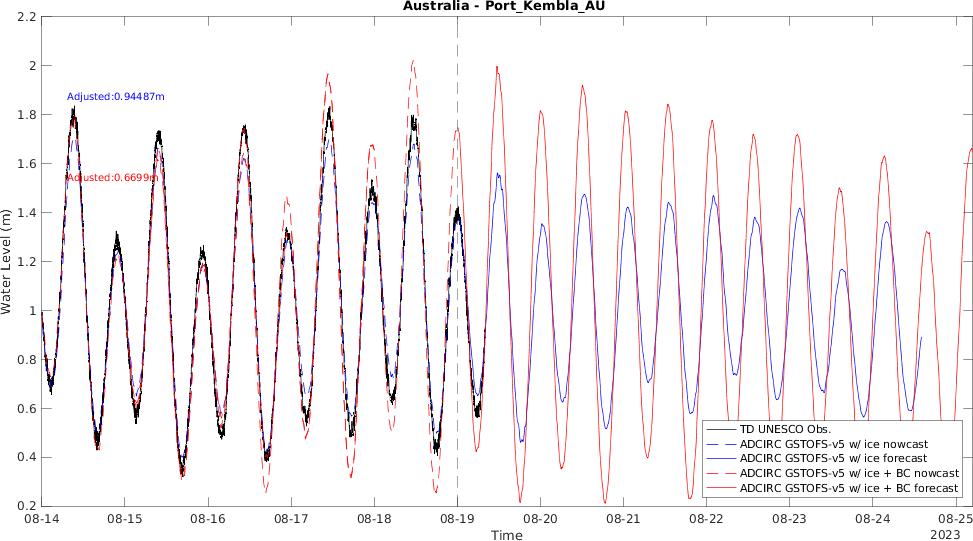 Australia - Port_Kembla_AU
2.2
2
1.8
1.6
1.4
1.2
1
0.8
0.6
0.4
0.2
Water Level (m)
Adjusted:0.94487m
Adjusted:0.6699m
TD UNESCO Obs.
ADCIRC GSTOFS-v5 w/ ice nowcast
ADCIRC GSTOFS-v5 w/ ice forecast
ADCIRC GSTOFS-v5 w/ ice + BC nowcast
ADCIRC GSTOFS-v5 w/ ice + BC forecast
08-14 08-15 08-16 08-17 08-18 08-19 08-20 08-21 08-22 08-23 08-24 08-25
Time
2023